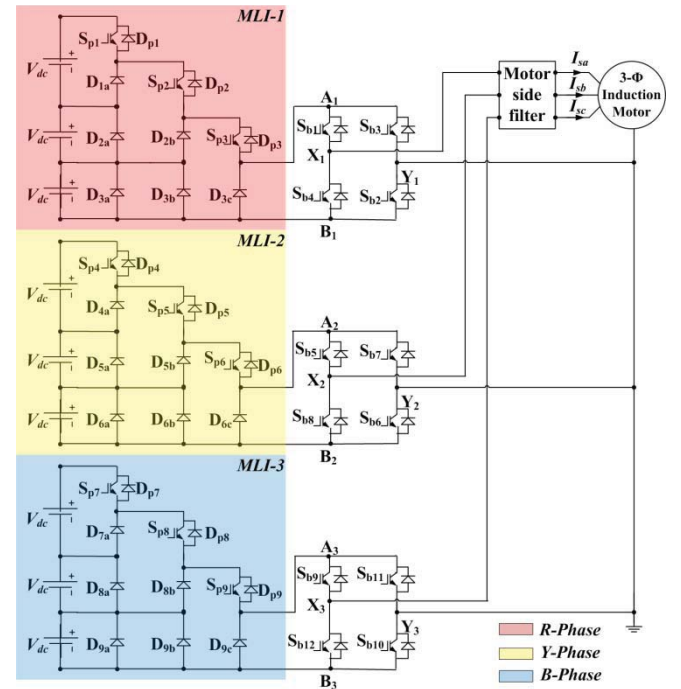 MLI-1
Sp1 Dp1
Vdc + -
D1a Sp2 Dp2
Vdc + -
D2a D2b Sp3 Dp3
Vdc + -
D3a D3b D3c
A1
Sb1 Sb3
X1
Y1
Sb4 Sb2
B1
Motor
side
filter
Isa
Isb
Isc
3-Φ
Induction
Motor
MLI-2
Sp4 Dp4
Vdc + -
D4a Sp5 Dp5
Vdc + -
D5a D5b Sp6 Dp6
Vdc + -
D6a D6b D6c
A2
Sb5 Sb7
X2
Y2
Sb8 Sb6
B2
MLI-3
Sp7 Dp7
Vdc + -
D7a Sp8 Dp8
Vdc + -
D8a D8b Sp9 Dp9
Vdc + -
D9a D9b D9c
A3
Sb9 Sb11
X3
Y3
Sb12 Sb10
B3
R-Phase
Y-Phase
B-Phase